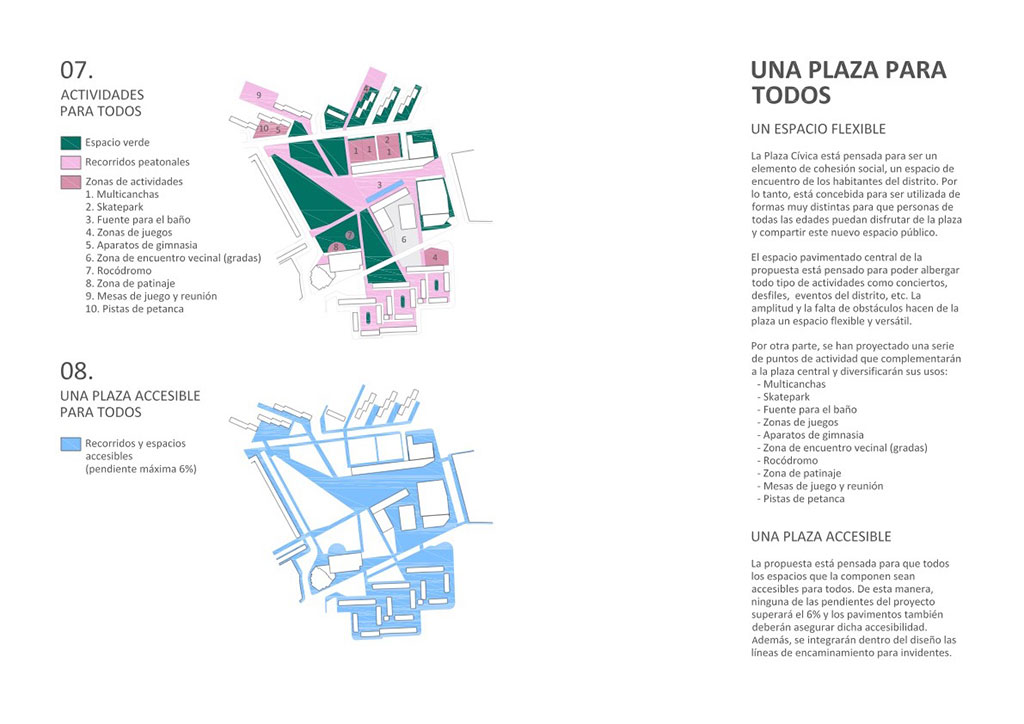 07.
ACTIVIDADES
PARA TODOS
Espacio verde
Recorridos peatonales
Zonas de actividades
1. Multicanchas
2. Skatepark
3. Fuente para el baño
4. Zonas de juegos
5. Aparatos de gimnasia
6. Zona de encuentro vecinal (gradas)
7. Rocódromo
8. Zona de patinaje
9. Mesas de juego y reunión
10. Pistas de petanca
9
4
10 5
2
1 1 1
3
6
7
8
4
08.
UNA PLAZA ACCESIBLE
PARA TODOS
Recorridos y espacios
accesibles
(pendiente máxima 6%)
UNA PLAZA PARA
TODOS
UN ESPACIO FLEXIBLE
La Plaza Cívica está pensada para ser un
elemento de cohesión social, un espacio de
encuentro de los habitantes del distrito. Por
lo tanto, está concebida para ser utilizada de
formas muy distintas para que personas de
todas las edades puedan disfrutar de la plaza
y compartir este nuevo espacio público.
El espacio pavimentado central de la
propuesta está pensado para poder albergar
todo tipo de actividades como conciertos,
desfiles, eventos del distrito, etc. La
amplitud y la falta de obstáculos hacen de la
plaza un espacio flexible y versátil.
Por otra parte, se han proyectado una serie
de puntos de actividad que complementarán
a la plaza central y diversificarán sus usos:
- Multicanchas
- Skatepark
- Fuente para el baño
- Zonas de juegos
- Aparatos de gimnasia
- Zona de encuentro vecinal (gradas)
- Rocódromo
- Zona de patinaje
- Mesas de juego y reunión
- Pistas de petanca
UNA PLAZA ACCESIBLE
La propuesta está pensada para que todos
los espacios que la componen sean
accesibles para todos. De esta manera,
ninguna de las pendientes del proyecto
superará el 6% y los pavimentos también
deberán asegurar dicha accesibilidad.
Además, se integrarán dentro del diseño las
líneas de encaminamiento para invidentes.